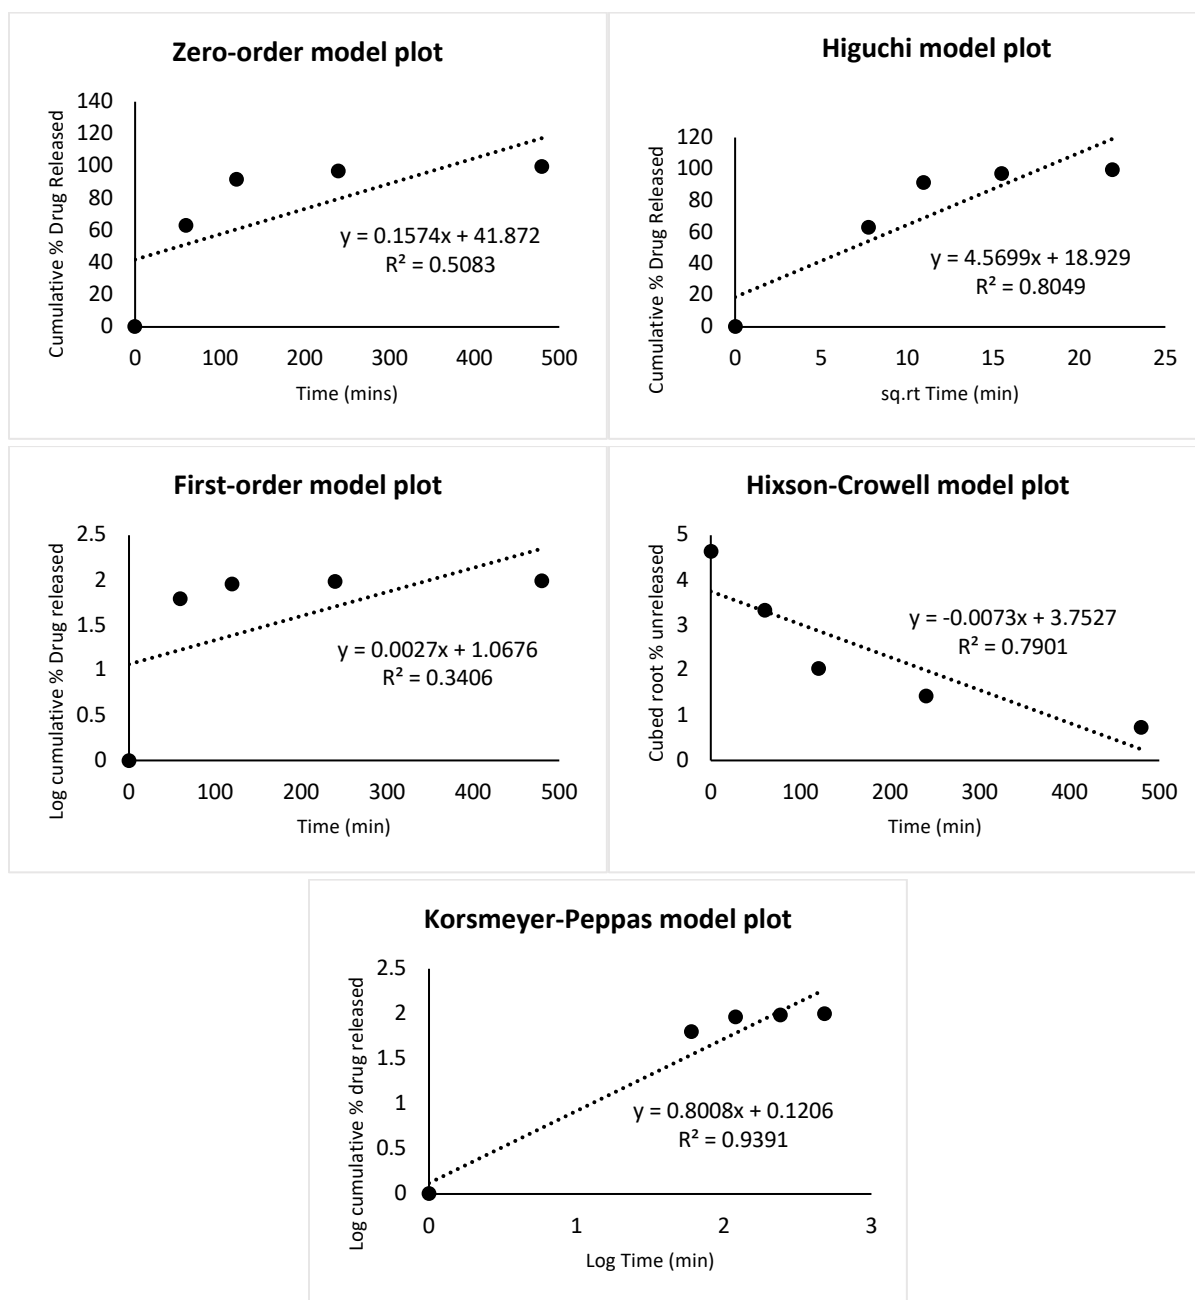 Zero-order model plot
Cumulative % Drug Released
140
120
100
80
60
40
20
0
y = 0.1574x + 41.872
R² = 0.5083
0 100 200 300 400 500
Time (mins)
Higuchi model plot
Cumulative % Drug Released
120
100
80
60
40
20
0
y = 4.5699x + 18.929
R² = 0.8049
0 5 10 15 20 25
sq.rt Time (min)
First-order model plot
Log cumulative % Drug released
2.5
2
1.5
1
0.5
0
y = 0.0027x + 1.0676
R² = 0.3406
0 100 200 300 400 500
Time (min)
Hixson-Crowell model plot
Cubed root % unreleased
5
4
3
2
1
0
y = -0.0073x + 3.7527
R² = 0.7901
0 100 200 300 400 500
Time (min)
Korsmeyer-Peppas model plot
Log cumulative % drug released
2.5
2
1.5
1
0.5
0
y = 0.8008x + 0.1206
R² = 0.9391
0 1 2 3
Log Time (min)